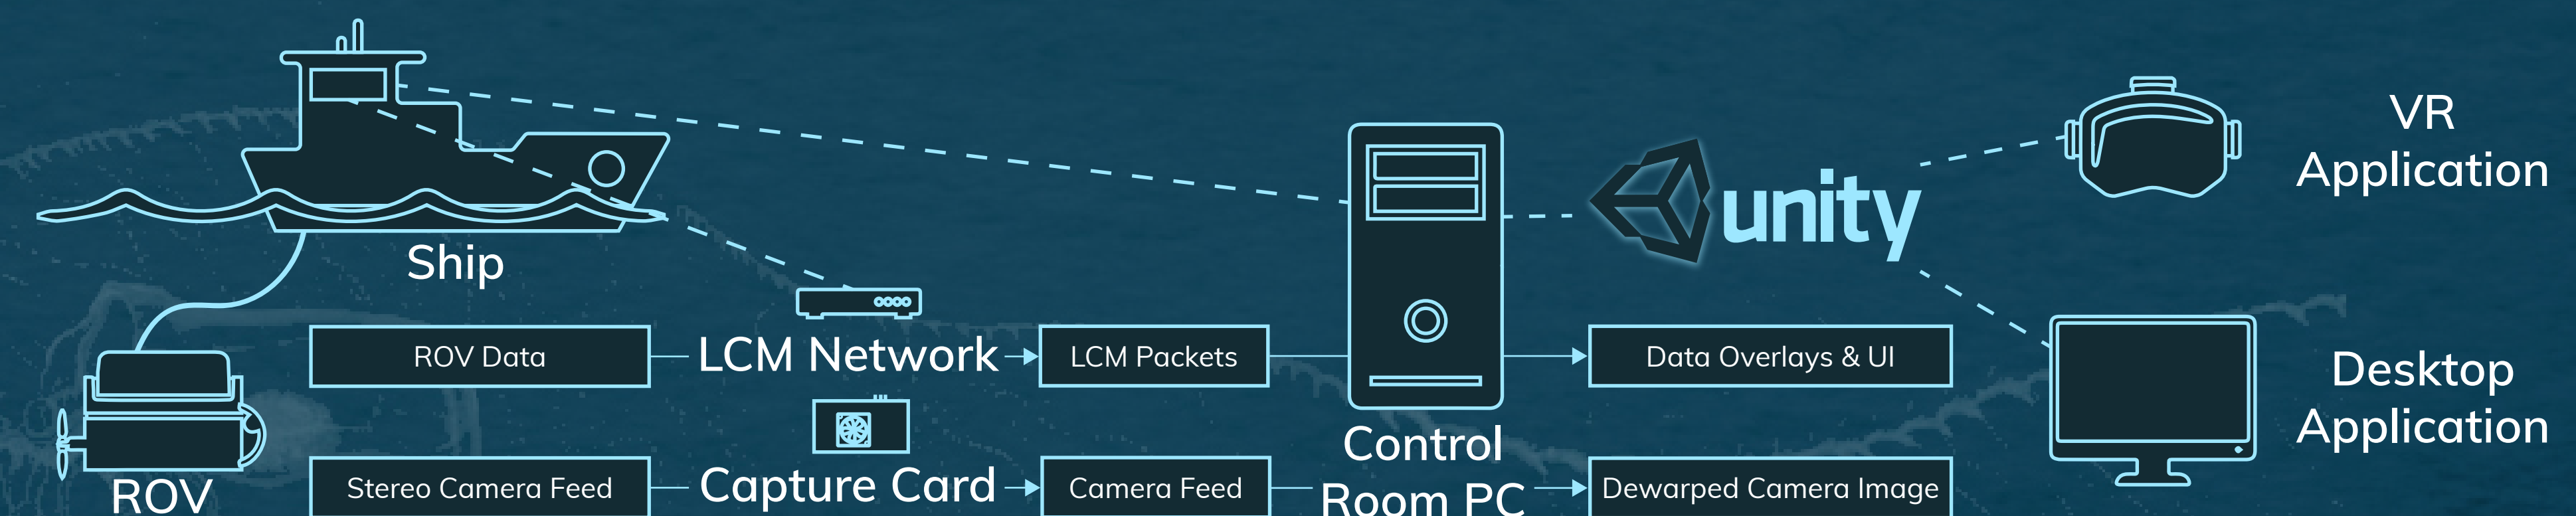 VR
Application
unity
Ship
ROV Data
LCM Network
LCM Packets
Data Overlays & UI
Desktop
Application
Control
Room PC
Stereo Camera Feed
Capture Card
Camera Feed
Dewarped Camera Image
ROV